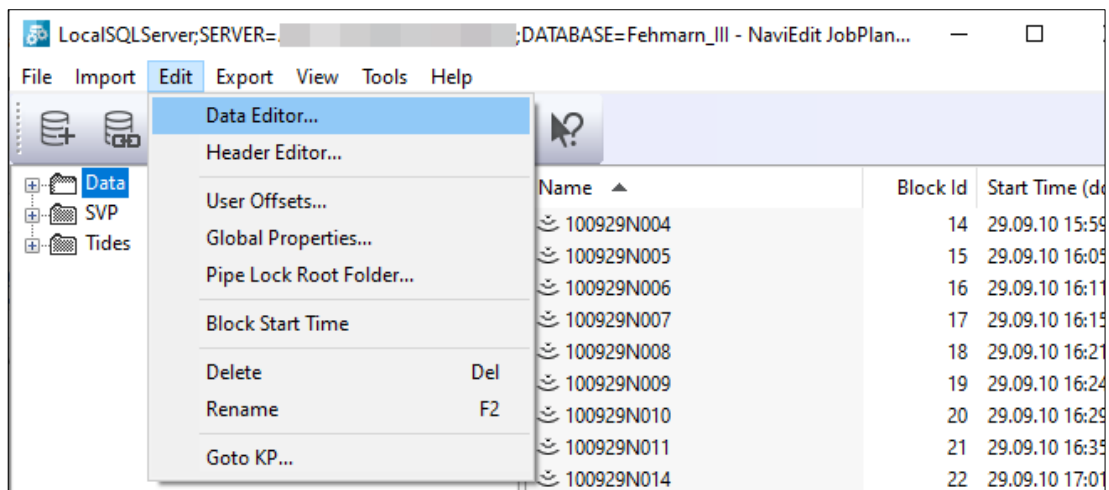 LocalSQLServer;SERVER=. ;DATABASE=Fehmarn_III - NaviEdit JobPlan...
File Import Edit Export View Tools Help
Data Editor...
Header Editor...
User Offsets...
Global Properties...
Pipe Lock Root Folder...
Block Start Time
Delete Del
Rename F2
Goto KP...
Data
SVP
Tides
Name Block Id Start Time (do
100929N004 14 29.09.10 15:59
100929N005 15 29.09.10 16:05
100929N006 16 29.09.10 16:11
100929N007 17 29.09.10 16:15
100929N008 18 29.09.10 16:21
100929N009 19 29.09.10 16:24
100929N010 20 29.09.10 16:29
100929N011 21 29.09.10 16:35
100929N014 22 29.09.10 17:01